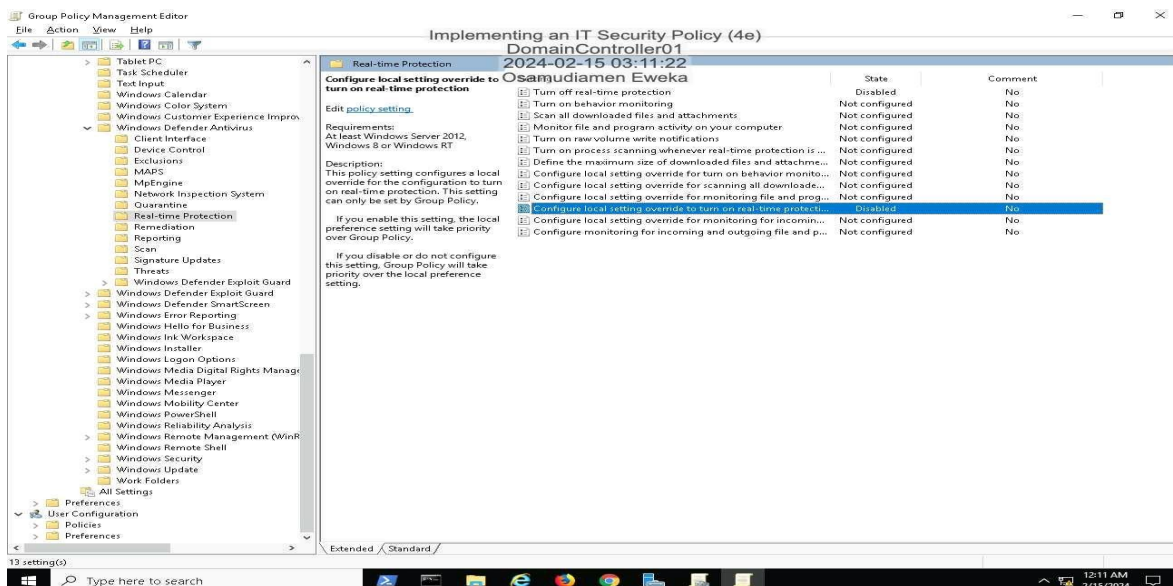 Group Policy Management Editor
File Action View Help
Implementing an IT Security Policy (4e)
DomainController01
2024-02-15 03:11:22
Osamudiamen Eweka
Tablet PC
Task Scheduler
Text Input
Windows Calendar
Windows Color System
Windows Customer Experience Improv
Windows Defender Antivirus
Client Interface
Device Control
Exclusions
MAPS
MpEngine
Network Inspection System
Quarantine
Real-time Protection
Remediation
Reporting
Scan
Signature Updates
Threats
Windows Defender Exploit Guard
Windows Defender Exploit Guard
Windows Defender SmartScreen
Windows Error Reporting
Windows Hello for Business
Windows Ink Workspace
Windows Installer
Windows Logon Options
Windows Media Digital Rights Manage
Windows Media Player
Windows Messenger
Windows Mobility Center
Windows PowerShell
Windows Reliability Analysis
Windows Remote Management (WinR
Windows Remote Shell
Windows Security
Windows Update
Work Folders
All Settings
Preferences
User Configuration
Policies
Preferences
Real-time Protection
Configure local setting override to
turn on real-time protection
Edit policy setting
Requirements:
At least Windows Server 2012,
Windows 8 or Windows RT
Description:
This policy setting configures a local
override for the configuration to turn
on real-time protection. This setting
can only be set by Group Policy.
If you enable this setting, the local
preference setting will take priority
over Group Policy.
If you disable or do not configure
this setting, Group Policy will take
priority over the local preference
setting.
State Comment
Turn off real-time protection Disabled No
Turn on behavior monitoring Not configured No
Scan all downloaded files and attachments Not configured No
Monitor file and program activity on your computer Not configured No
Turn on raw volume write notifications Not configured No
Turn on process scanning whenever real-time protection is ... Not configured No
Define the maximum size of downloaded files and attachme... Not configured No
Configure local setting override for turn on behavior monito... Not configured No
Configure local setting override for scanning all downloade... Not configured No
Configure local setting override for monitoring file and prog... Not configured No
Configure local setting override to turn on real-time protecti... Disabled No
Configure local setting override for monitoring for incomin... Not configured No
Configure monitoring for incoming and outgoing file and p... Not configured No
Extended Standard
13 setting(s)
Type here to search
12:11 AM
2/15/2024